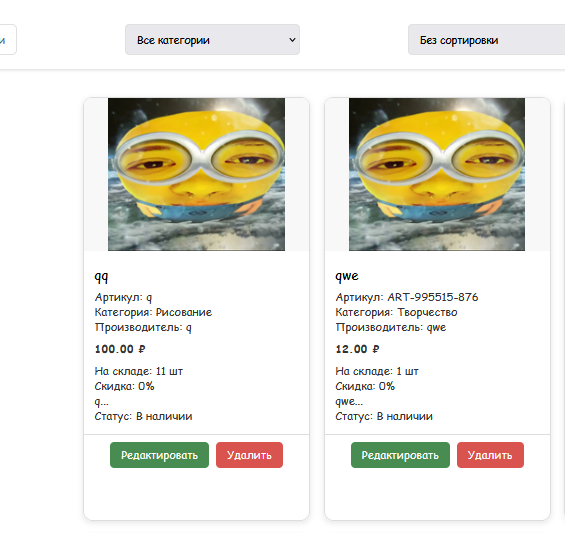 и
Все категории
Без сортировки
qq
Артикул: q
Категория: Рисование
Производитель: q
100.00 ₽
На складе: 11 шт
Скидка: 0%
q...
Статус: В наличии
Редактировать
Удалить
qwe
Артикул: ART-995515-876
Категория: Творчество
Производитель: qwe
12.00 ₽
На складе: 1 шт
Скидка: 0%
qwe...
Статус: В наличии
Редактировать
Удалить